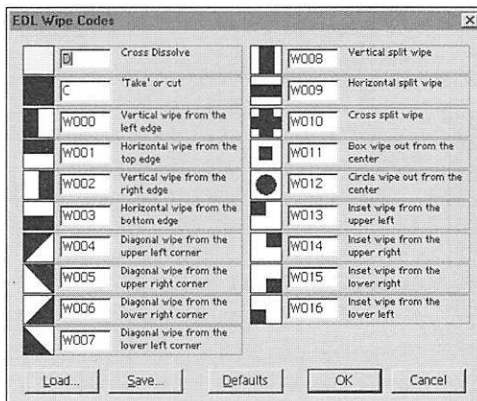 EDL Wipe Codes
D
Cross Dissolve
C
'Take' or cut
W000
Vertical wipe from the
left edge
W001
Horizontal wipe from the
top edge
W002
Vertical wipe from the
right edge
W003
Horizontal wipe from the
bottom edge
W004
Diagonal wipe from the
upper left corner
W005
Diagonal wipe from the
upper right corner
W006
Diagonal wipe from the
lower right corner
W007
Diagonal wipe from the
lower left corner
W008
Vertical split wipe
W009
Horizontal split wipe
W010
Cross split wipe
W011
Box wipe out from the
center
W012
Circle wipe out from the
center
W013
Inset wipe from the
upper left
W014
Inset wipe from the
upper right
W015
Inset wipe from the
lower right
W016
Inset wipe from the
lower left
Load...
Save...
Defaults
OK
Cancel